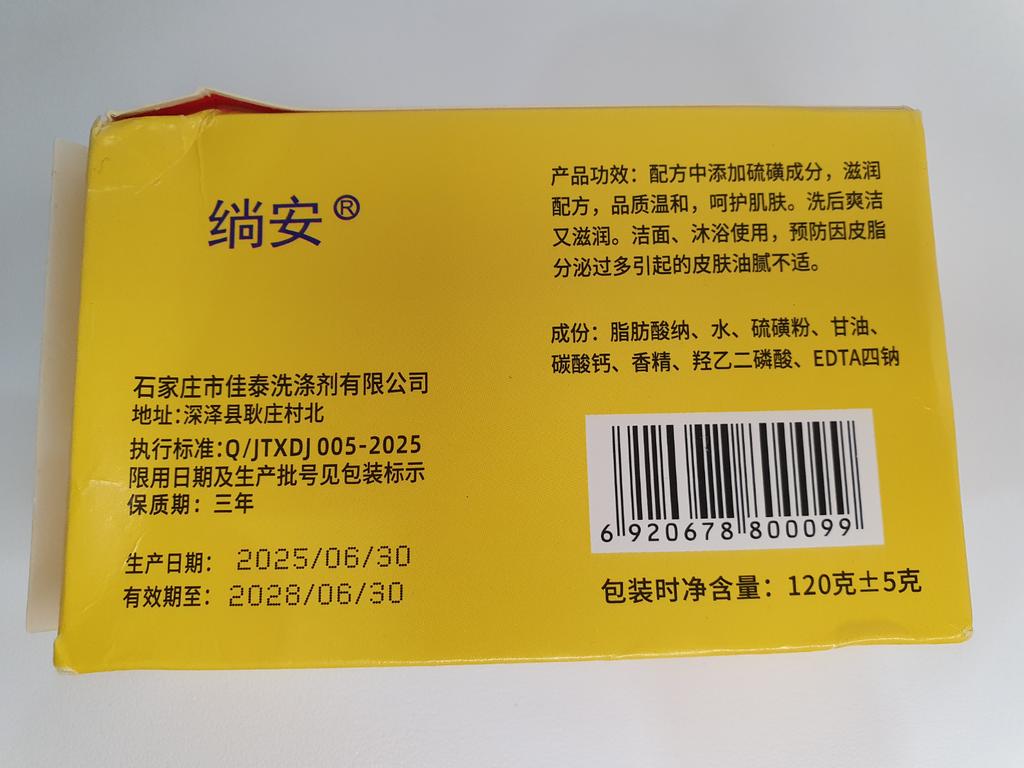 绱安®
石家庄市佳泰洗涤剂有限公司
地址:深泽县耿庄村北
执行标准:Q/JTXDJ 005-2025
限用日期及生产批号见包装标示
保质期：三年
生产日期： 2025/06/30
有效期至： 2028/06/30
产品功效：配方中添加硫磺成分，滋润
配方，品质温和，呵护肌肤。洗后爽洁
又滋润。洁面、沐浴使用，预防因皮脂
分泌过多引起的皮肤油腻不适。
成份：脂肪酸纳、水、硫磺粉、甘油、
碳酸钙、香精、羟乙二磷酸、EDTA四钠
6 920678 800099
包装时净含量：120克±5克